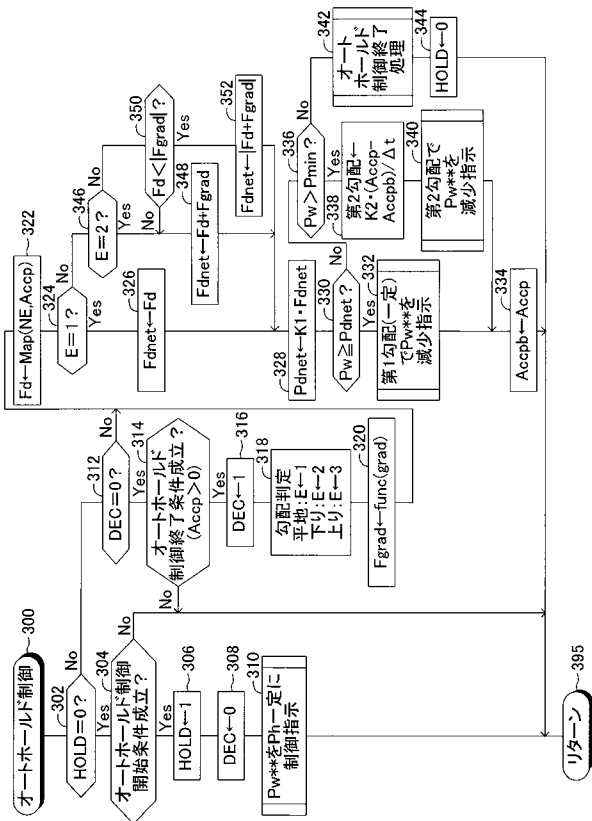 オートホールド制御
300
302
HOLD=0?
No
Yes
304
オートホールド制御
開始条件成立?
No
Yes
306
HOLD←1
308
DEC←0
310
Pw**をPh一定に
制御指示
リターン
395
312
DEC=0?
No
Yes
314
オートホールド
制御終了条件成立?
(Accp>0)
No
Yes
316
DEC←1
318
勾配判定
平地:E←1
下り:E←2
上り:E←3
320
Fgrad←func(grad)
322
Fd←Map(NE,Accp)
324
E=1?
No
Yes
326
Fdnet←Fd
346
E=2?
No
Yes
350
Fd<|Fgrad|?
No
Yes
348
Fdnet←Fd+Fgrad
352
Fdnet←|Fd+Fgrad|
328
Pdnet←K1・Fdnet
330
Pw≧Pdnet?
No
Yes
332
第1勾配(一定)
でPw**を
減少指示
334
Accpb←Accp
336
Pw>Pmin?
No
Yes
338
第2勾配←
K2・(Accp-
Accpb)/Δt
340
第2勾配で
Pw**を
減少指示
342
オート
ホールド
制御終了
処理
344
HOLD←0